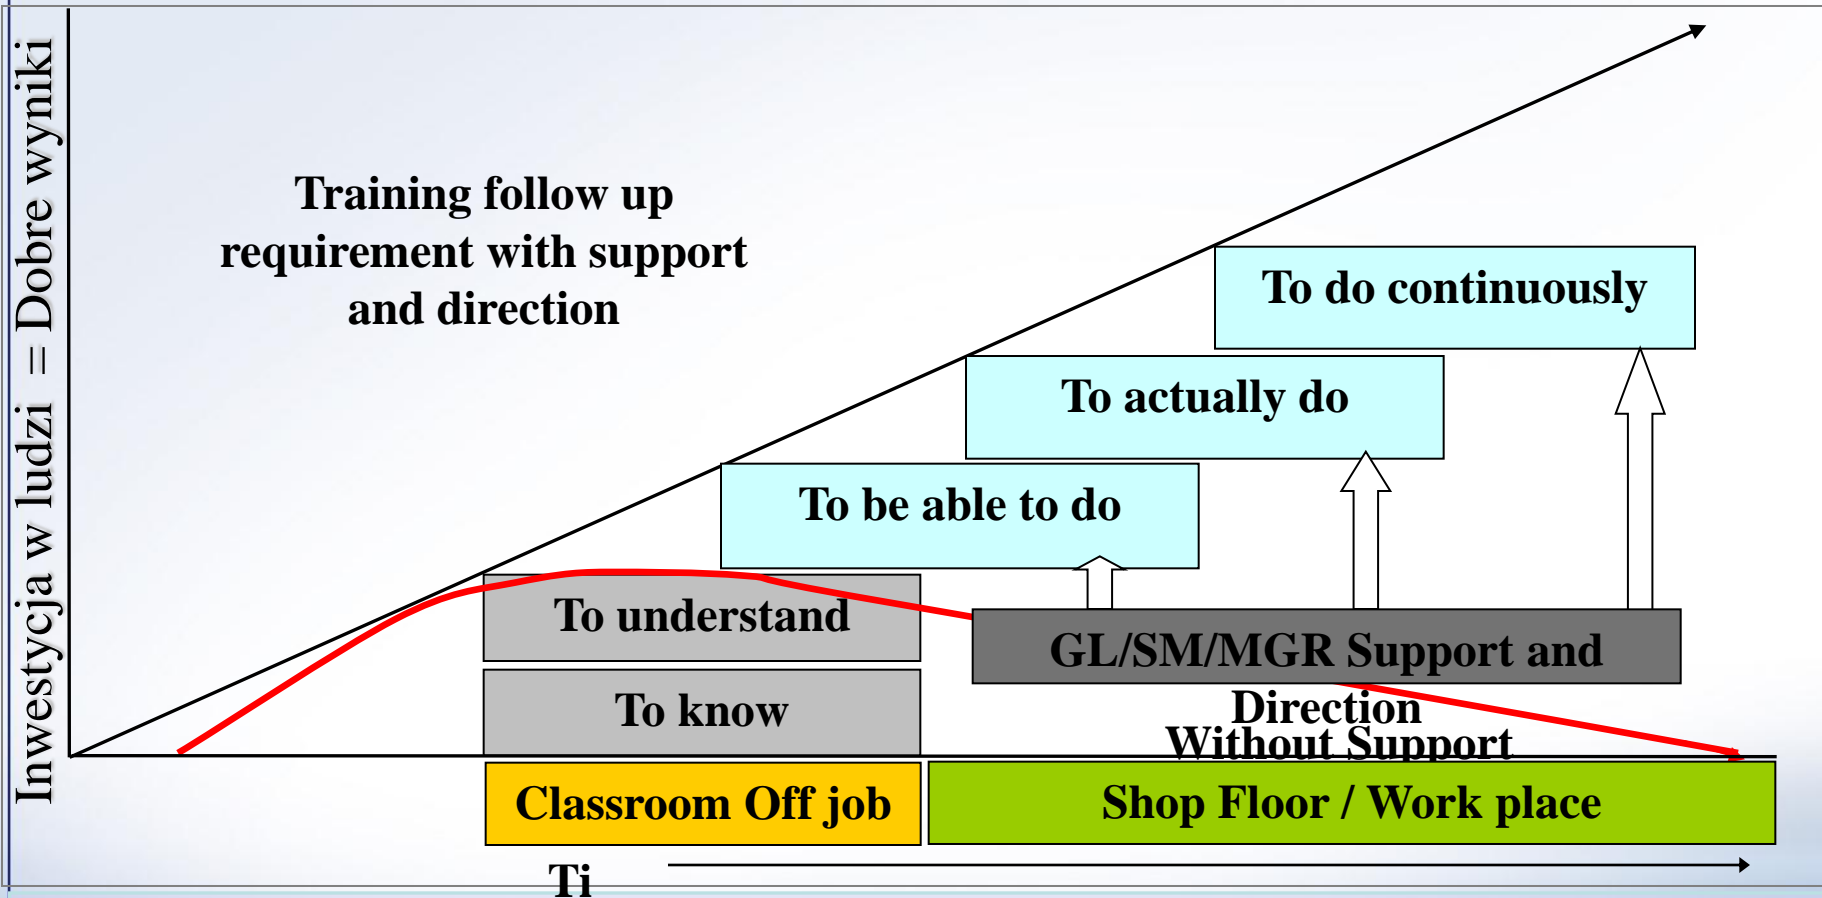 Inwestycja w ludzi = Dobre wyniki
Training follow up
requirement with support
and direction
To do continuously
To actually do
To be able to do
To understand
To know
GL/SM/MGR Support and
Direction
Without Support
Classroom Off job
Shop Floor / Work place
Ti